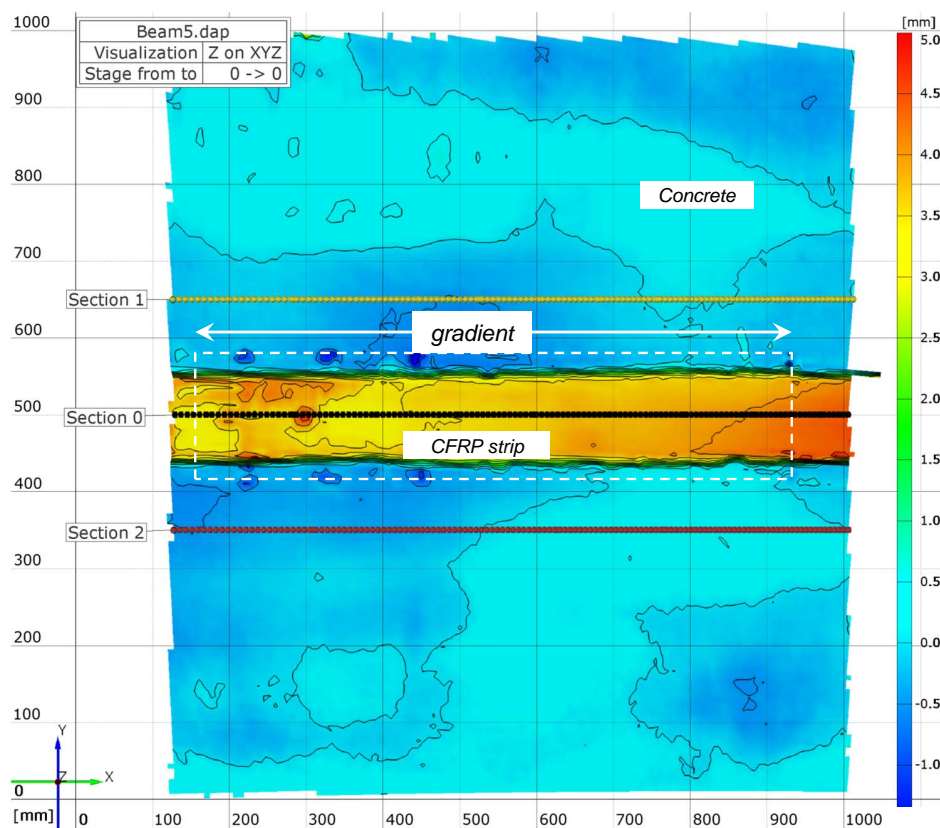 1000
Beam5.dap
Visualization Z on XYZ
Stage from to 0 -> 0
[mm]
5.0
4.5
4.0
3.5
3.0
2.5
2.0
1.5
1.0
0.5
0.0
-0.5
-1.0
900
800
Concrete
700
Section 1
600
gradient
500
Section 0
CFRP strip
400
Section 2
300
200
100
Y
Z
X
0
[mm] 0 100 200 300 400 500 600 700 800 900 1000